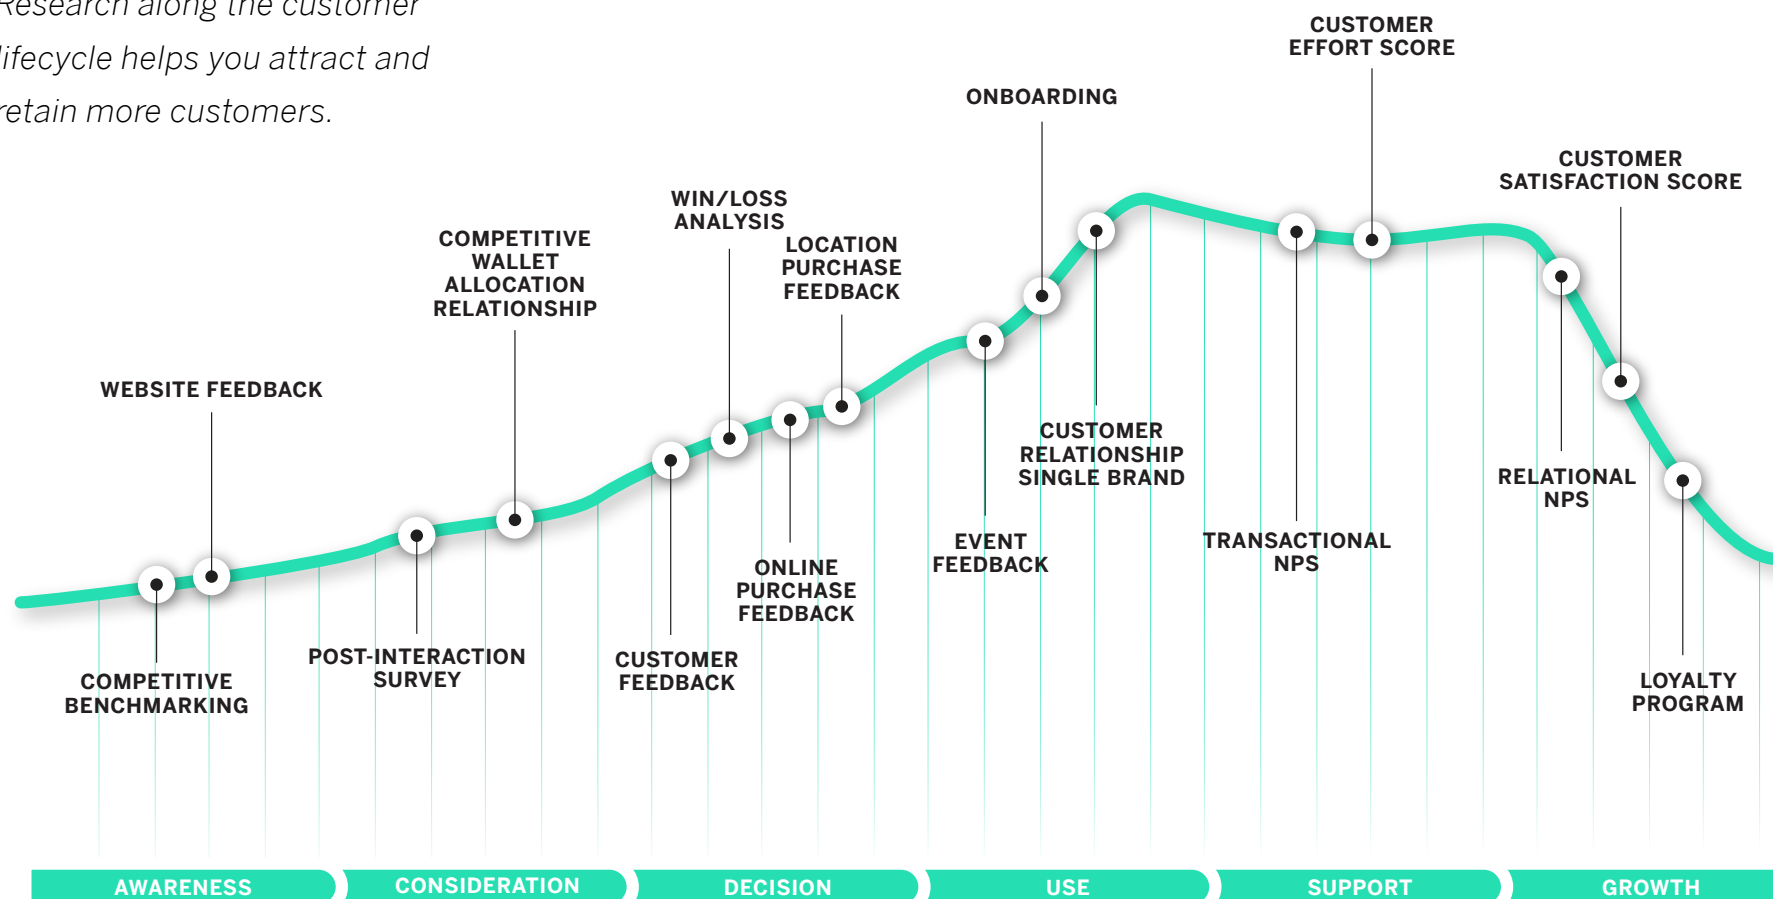 Research along the customer
lifecycle helps you attract and
retain more customers.
WEBSITE FEEDBACK
COMPETITIVE
BENCHMARKING
COMPETITIVE
WALLET
ALLOCATION
RELATIONSHIP
POST-INTERACTION
SURVEY
WIN/LOSS
ANALYSIS
LOCATION
PURCHASE
FEEDBACK
CUSTOMER
FEEDBACK
ONLINE
PURCHASE
FEEDBACK
ONBOARDING
EVENT
FEEDBACK
CUSTOMER
RELATIONSHIP
SINGLE BRAND
CUSTOMER
EFFORT SCORE
TRANSACTIONAL
NPS
CUSTOMER
SATISFACTION SCORE
RELATIONAL
NPS
LOYALTY
PROGRAM
AWARENESS
CONSIDERATION
DECISION
USE
SUPPORT
GROWTH